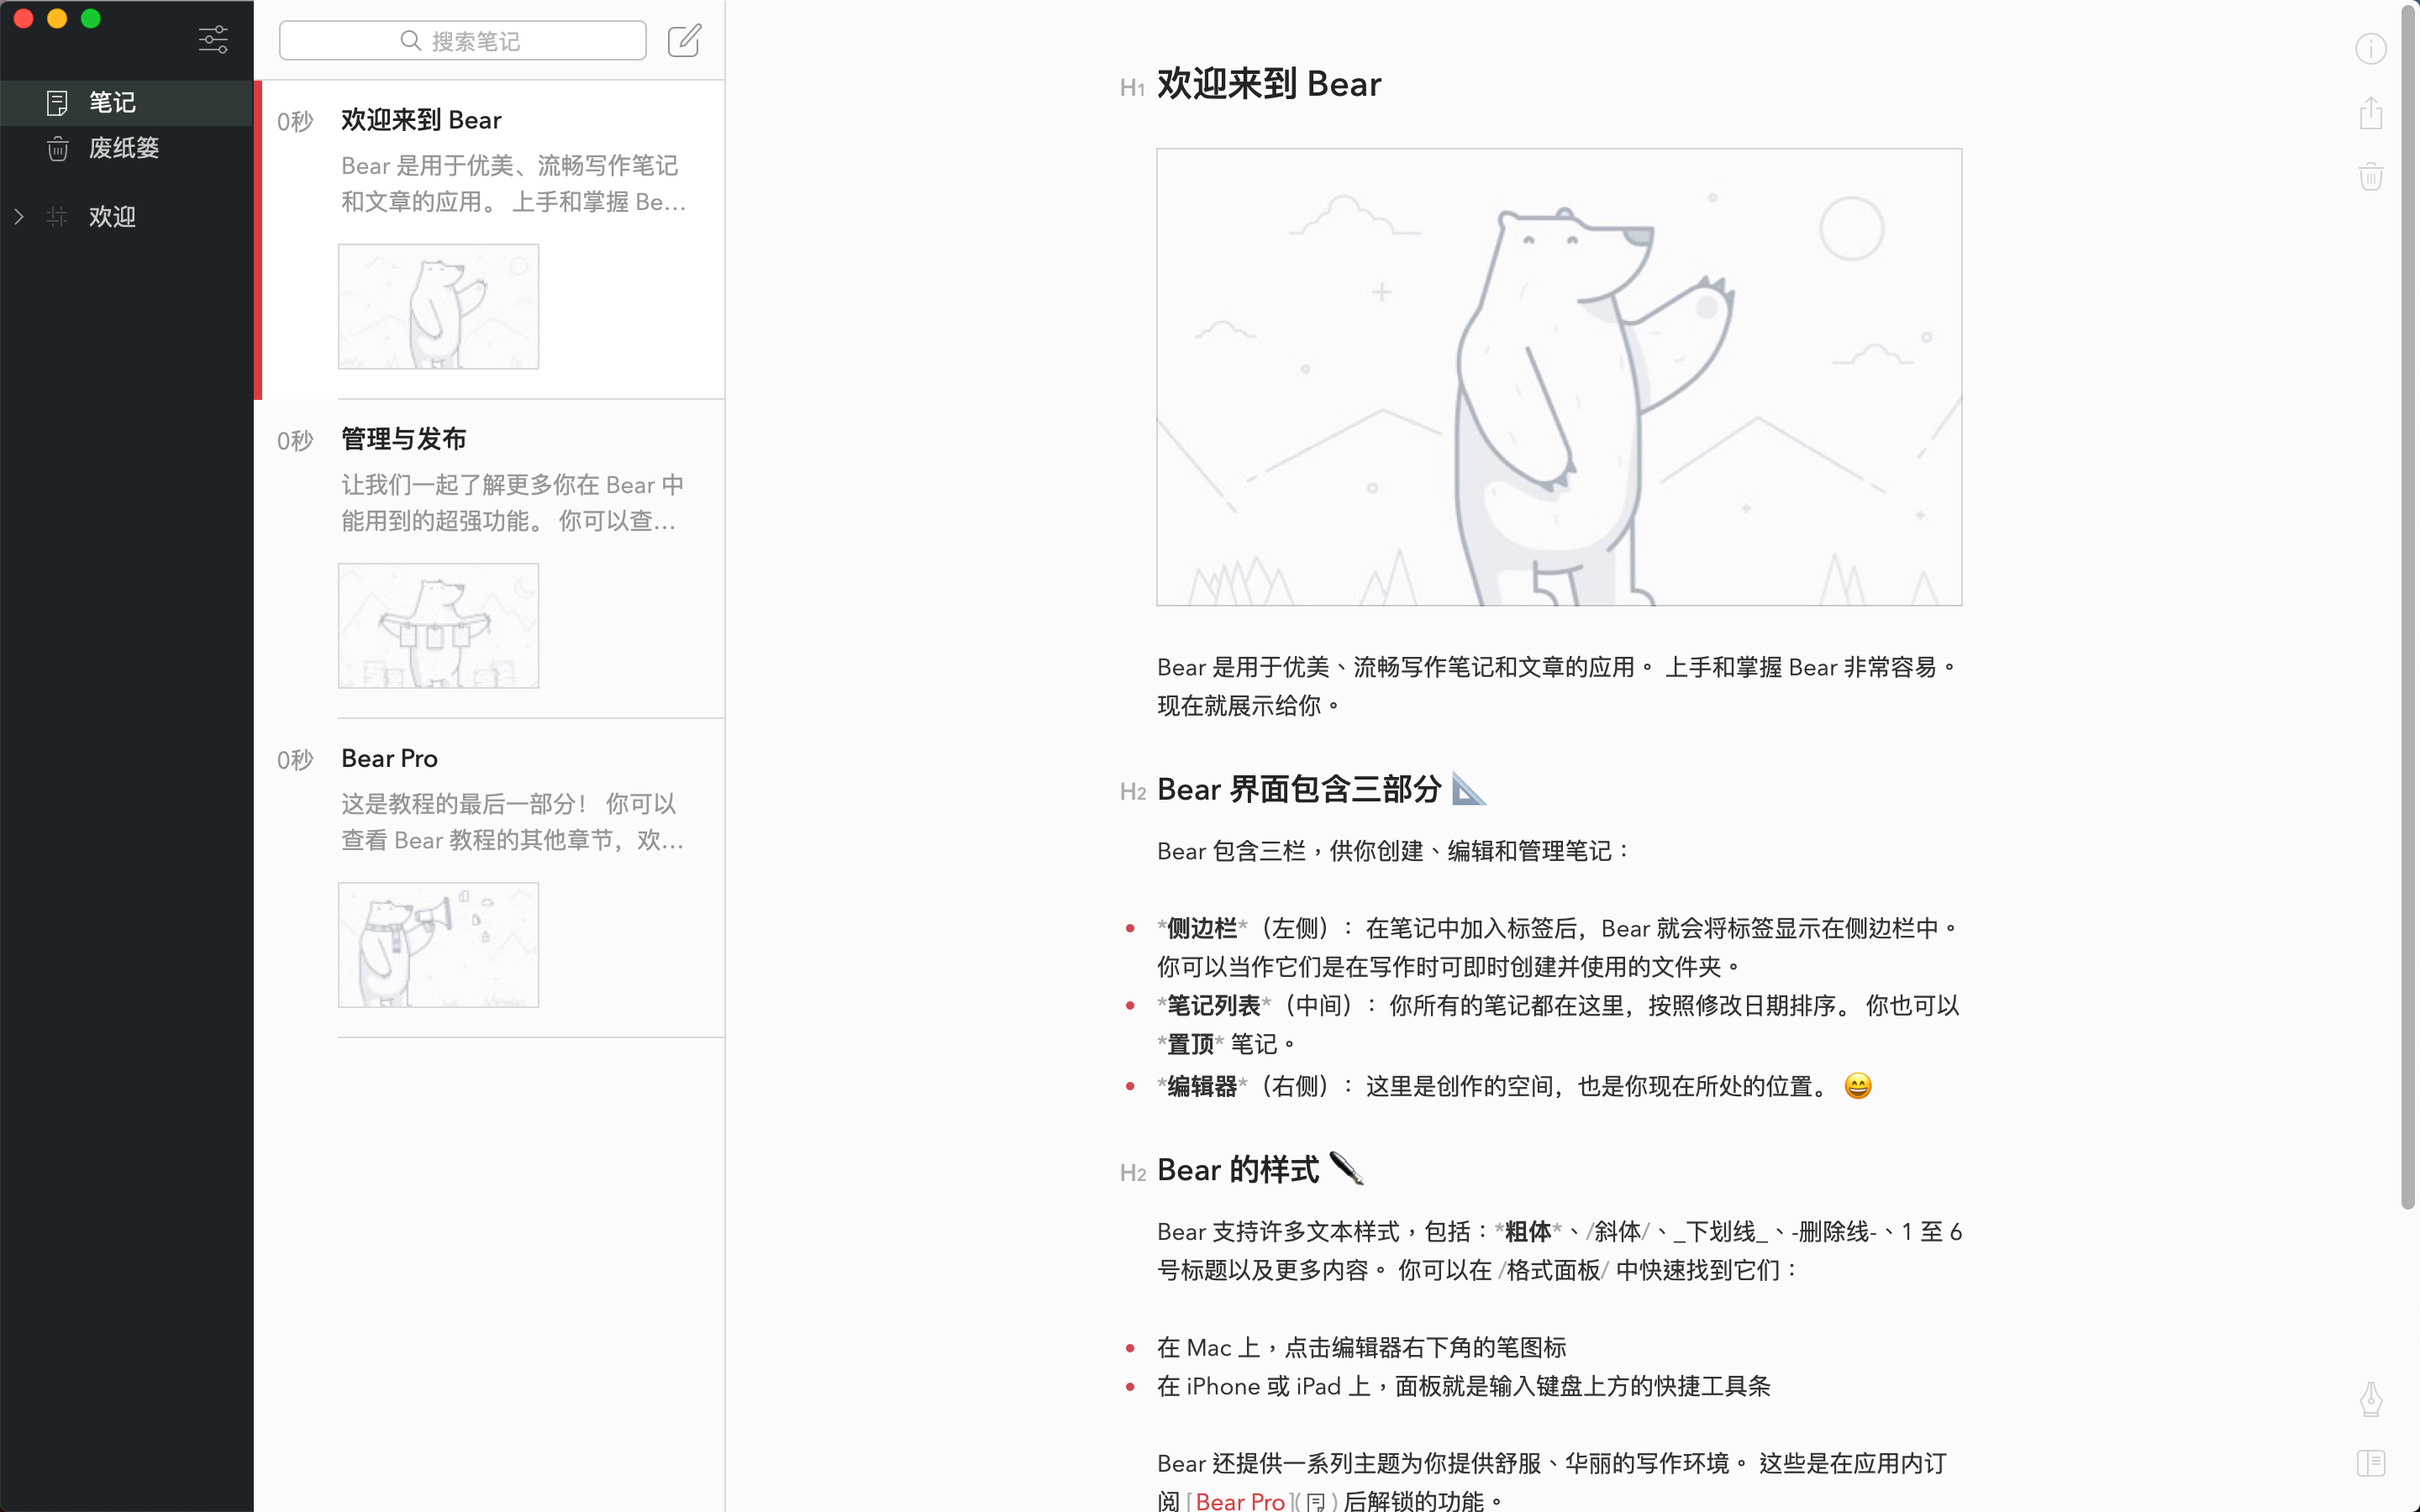 搜索笔记
笔记
废纸篓
欢迎
0秒
欢迎来到 Bear
Bear 是用于优美、流畅写作笔记
和文章的应用。 上手和掌握 Be...
0秒
管理与发布
让我们一起了解更多你在 Bear 中
能用到的超强功能。 你可以查...
0秒
Bear Pro
这是教程的最后一部分！ 你可以
查看 Bear 教程的其他章节，欢...
H1 欢迎来到 Bear
Bear 是用于优美、流畅写作笔记和文章的应用。 上手和掌握 Bear 非常容易。
现在就展示给你。
H2 Bear 界面包含三部分 📐
Bear 包含三栏，供你创建、编辑和管理笔记：
• *侧边栏*（左侧）： 在笔记中加入标签后，Bear 就会将标签显示在侧边栏中。
你可以当作它们是在写作时可即时创建并使用的文件夹。
• *笔记列表*（中间）： 你所有的笔记都在这里，按照修改日期排序。 你也可以
*置顶* 笔记。
• *编辑器*（右侧）： 这里是创作的空间，也是你现在所处的位置。 😄
H2 Bear 的样式 🖋
Bear 支持许多文本样式，包括：*粗体*、/斜体/、_下划线_、-删除线-、1 至 6
号标题以及更多内容。 你可以在 /格式面板/ 中快速找到它们：
• 在 Mac 上，点击编辑器右下角的笔图标
• 在 iPhone 或 iPad 上，面板就是输入键盘上方的快捷工具条
Bear 还提供一系列主题为你提供舒服、华丽的写作环境。 这些是在应用内订
阅 [Bear Pro]() 后解锁的功能。